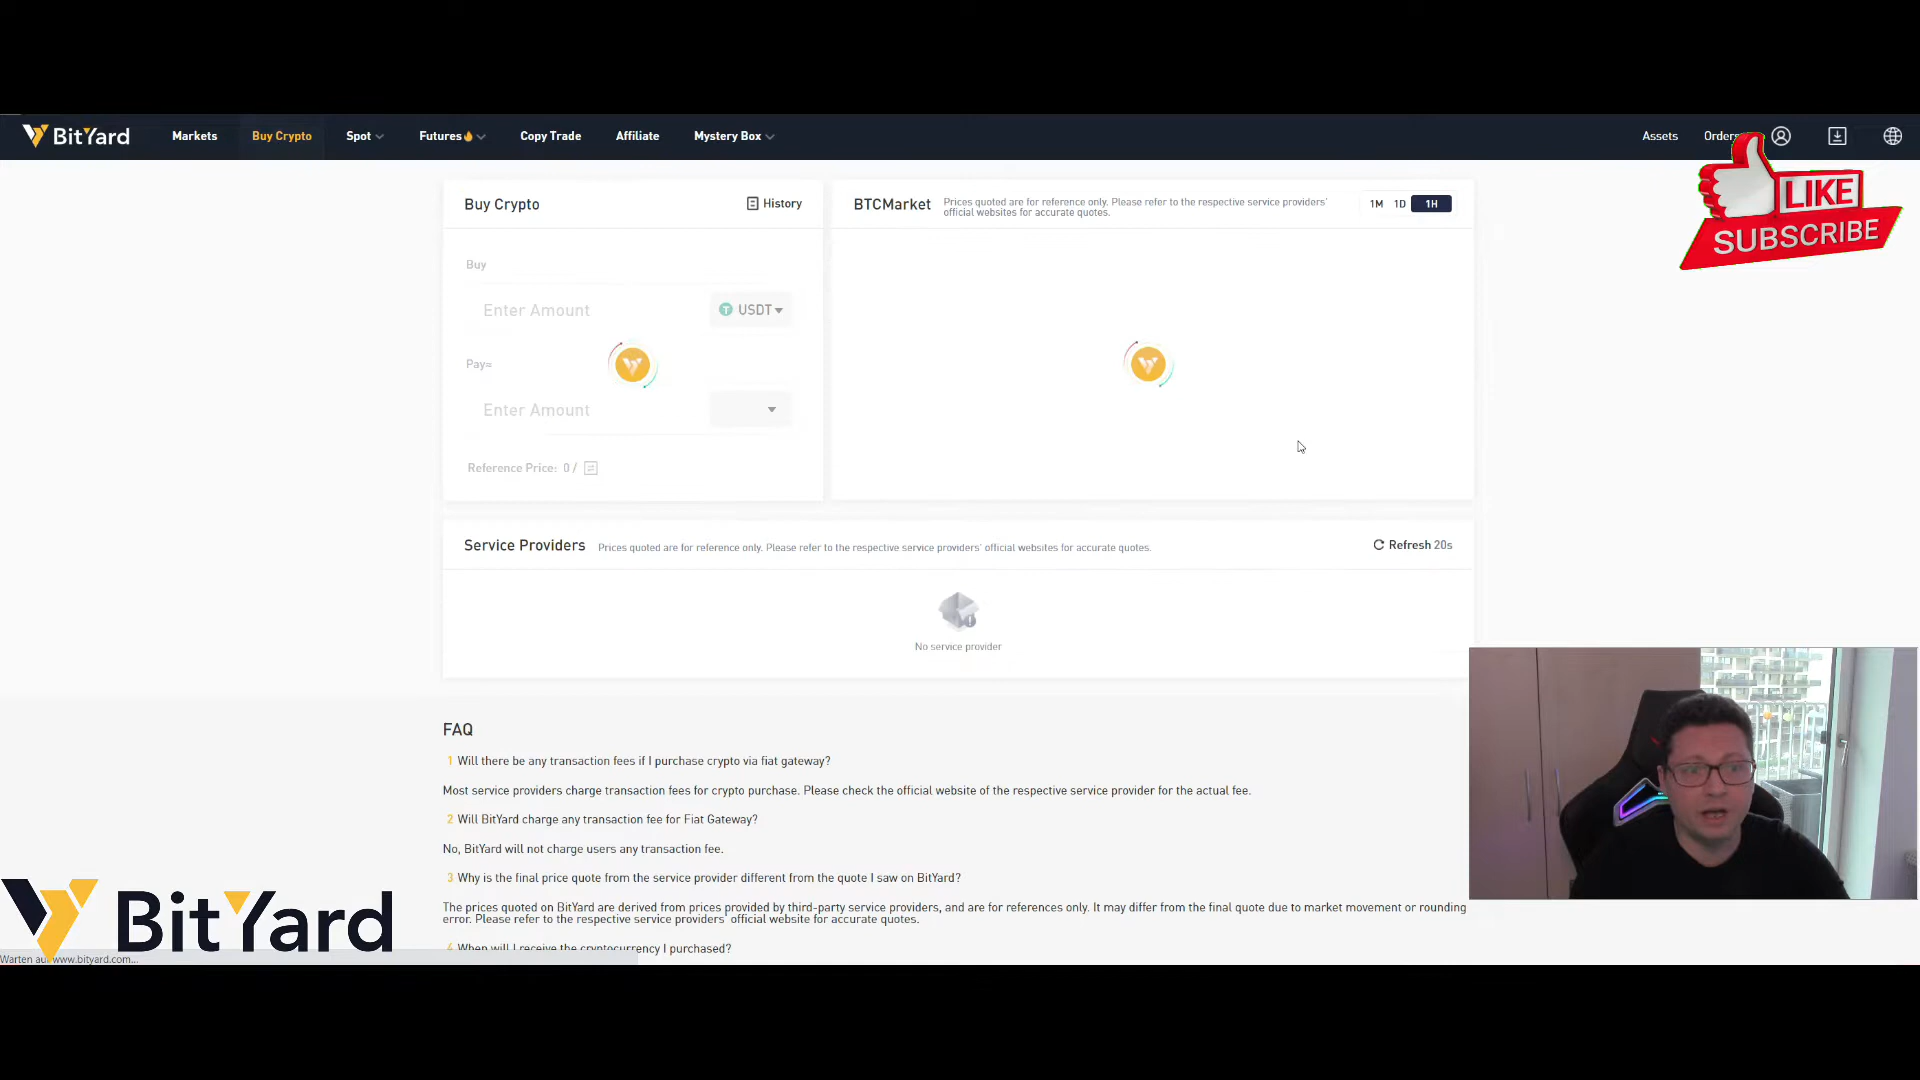 BitYard
Markets
Buy Crypto
Spot
Futures
Copy Trade
Affiliate
Mystery Box
Assets
Orders
LIKE
SUBSCRIBE
Buy Crypto
History
BTCMarket
Prices quoted are for reference only. Please refer to the respective service providers'
official websites for accurate quotes.
1M 1D 1H
Buy
Enter Amount
USDT
Pay≈
Enter Amount
Reference Price: 0 /
Service Providers
Prices quoted are for reference only. Please refer to the respective service providers' official websites for accurate quotes.
Refresh 20s
No service provider
FAQ
1 Will there be any transaction fees if I purchase crypto via fiat gateway?
Most service providers charge transaction fees for crypto purchase. Please check the official website of the respective service provider for the actual fee.
2 Will BitYard charge any transaction fee for Fiat Gateway?
No, BitYard will not charge users any transaction fee.
3 Why is the final price quote from the service provider different from the quote I saw on BitYard?
The prices quoted on BitYard are derived from prices provided by third-party service providers, and are for references only. It may differ from the final quote due to market movement or rounding
error. Please refer to the respective service providers' official website for accurate quotes.
4 When will I receive the cryptocurrency I purchased?
BitYard
Warten auf www.bityard.com...